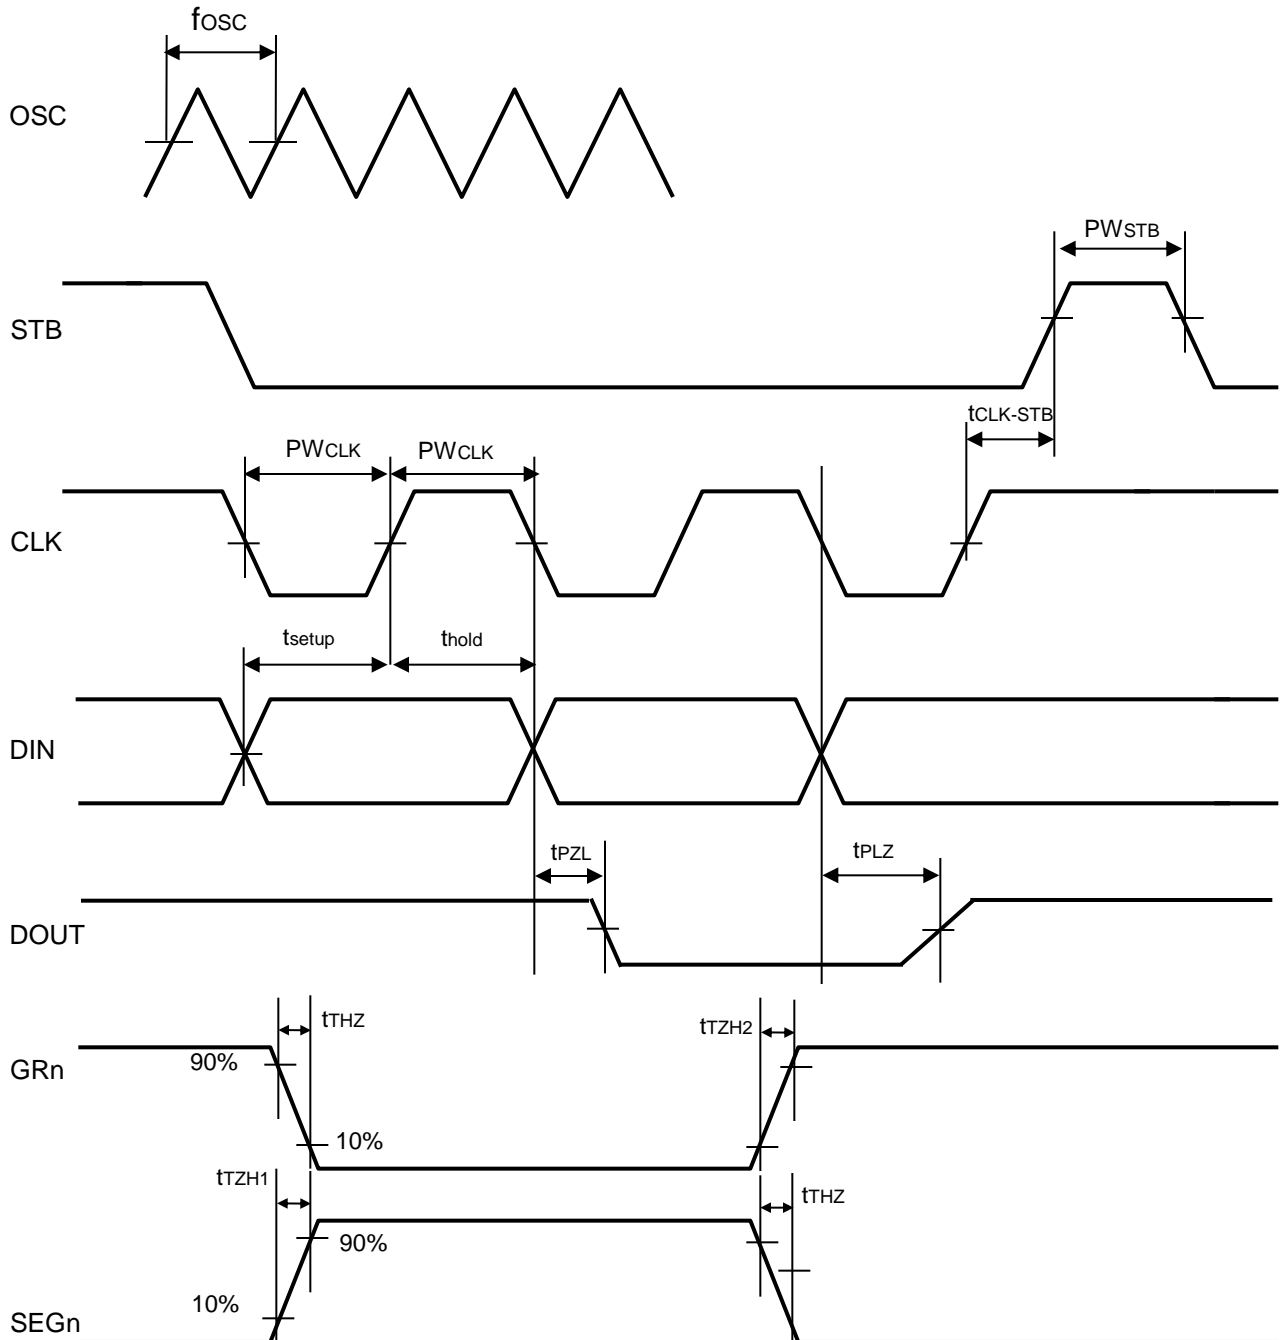 fOSC
OSC
PWSTB
STB
tCLK-STB
PWCLK PWCLK
CLK
tsetup thold
DIN
tPZL tPLZ
DOUT
tTHZ tTZH2
90%
GRn
10%
tTZH1 tTHZ
90%
10%
SEGn